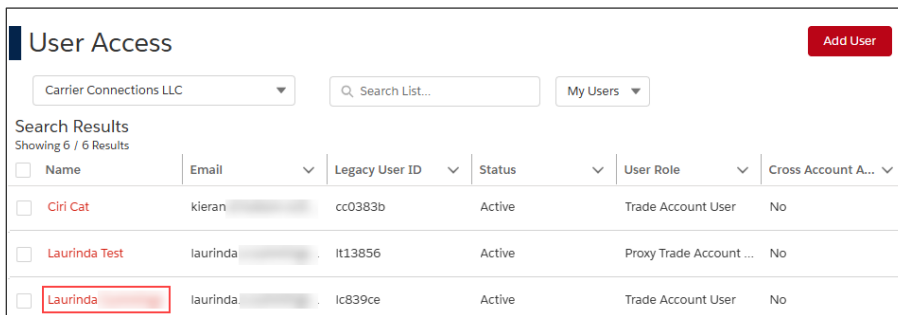 User Access
Add User
Carrier Connections LLC
Search List...
My Users
Search Results
Showing 6 / 6 Results
Name Email Legacy User ID Status User Role Cross Account A...
Ciri Cat kieran cc0383b Active Trade Account User No
Laurinda Test laurinda . lt13856 Active Proxy Trade Account ... No
Laurinda laurinda. . lc839ce Active Trade Account User No